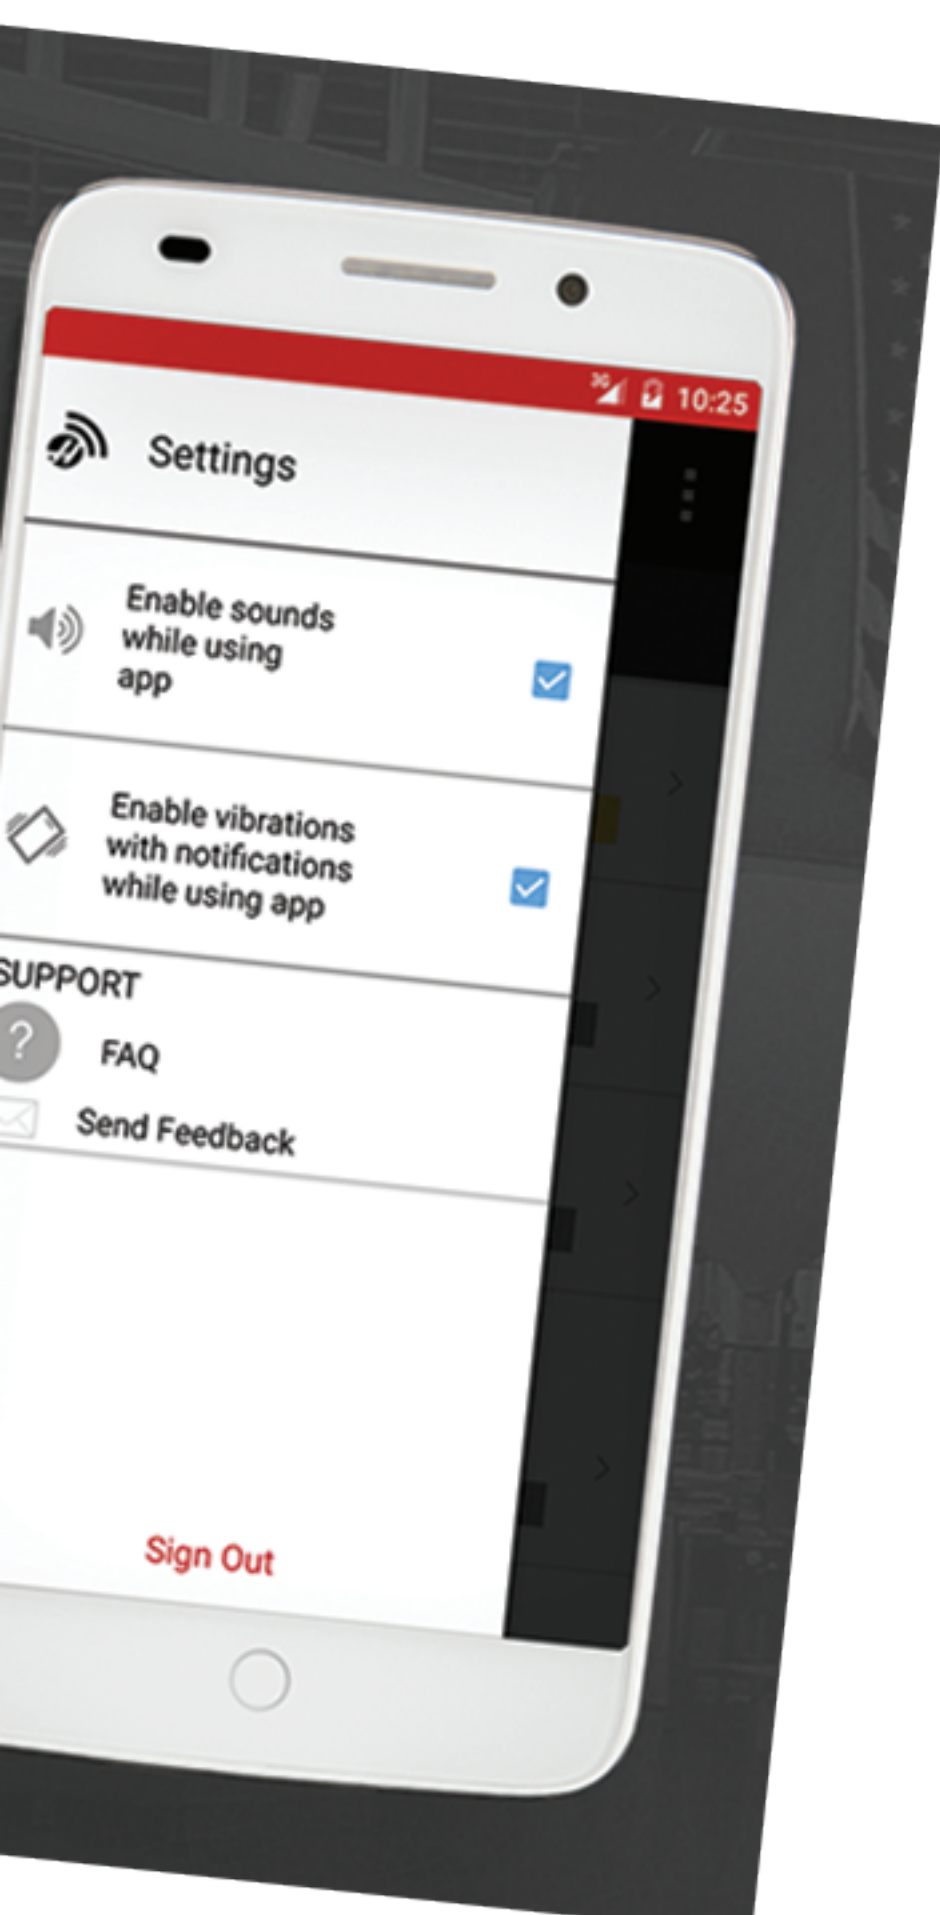 3G 10:25
Settings
Enable sounds
while using
app
Enable vibrations
with notifications
while using app
SUPPORT
?
FAQ
Send Feedback
Sign Out